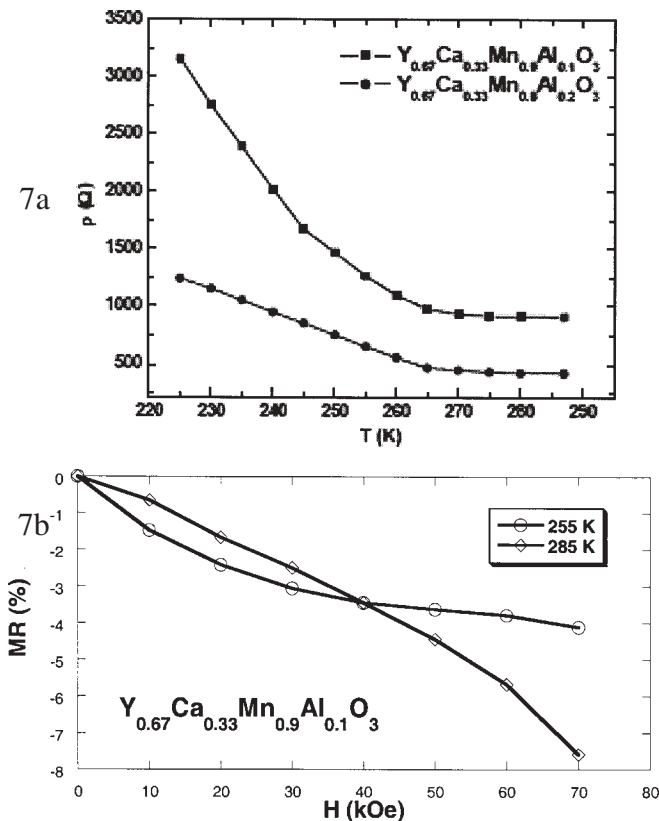 3500
Y₀.₆₇Ca₀.₃₃Mn₀.₉Al₀.₁O₃
3000
Y₀.₆₇Ca₀.₃₃Mn₀.₈Al₀.₂O₃
2500
7a
ρ (Ω)
2000
1500
1000
500
220 230 240 250 260 270 280 290
T (K)
7b
0
-1
-2
-3
-4
-5
-6
-7
-8
MR (%)
255 K
285 K
Y₀.₆₇Ca₀.₃₃Mn₀.₉Al₀.₁O₃
0 10 20 30 40 50 60 70 80
H (kOe)